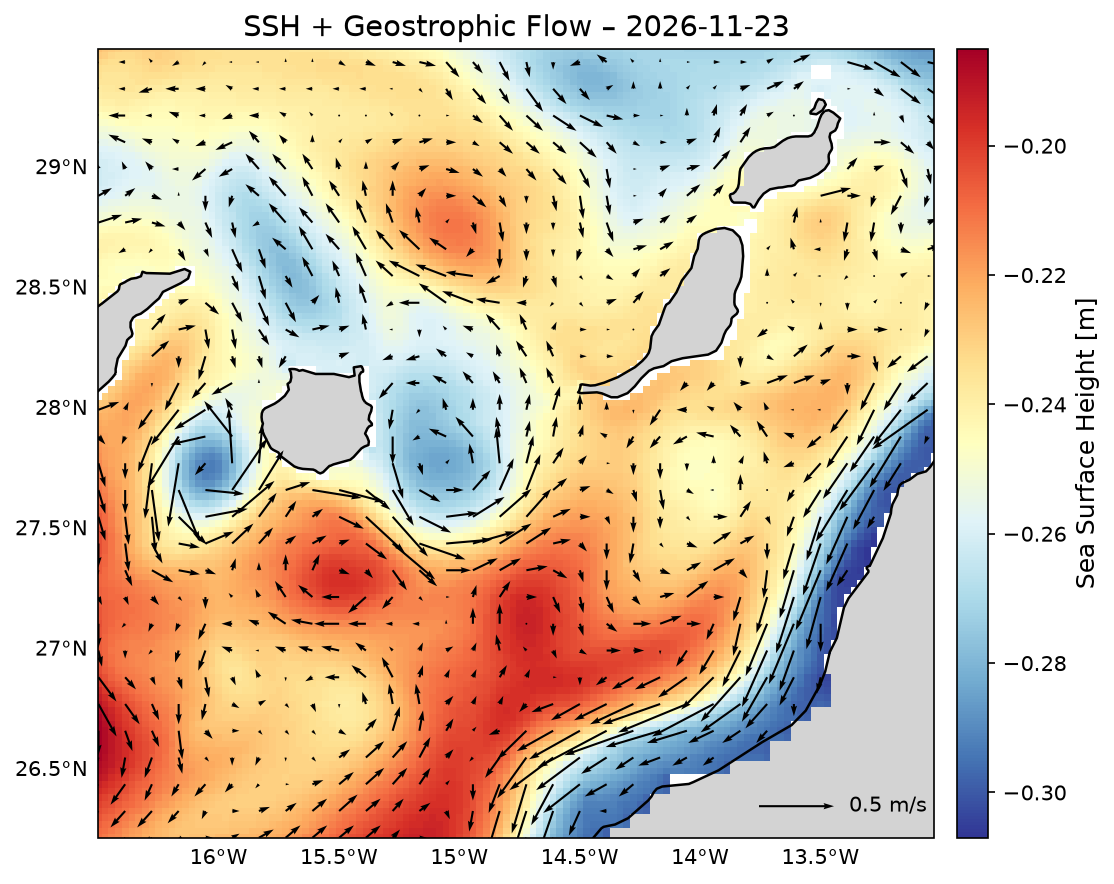 SSH + Geostrophic Flow – 2026-11-23
29°N
28.5°N
28°N
27.5°N
27°N
26.5°N
16°W
15.5°W
15°W
14.5°W
14°W
13.5°W
0.5 m/s
−0.20
−0.22
−0.24
−0.26
−0.28
−0.30
Sea Surface Height [m]